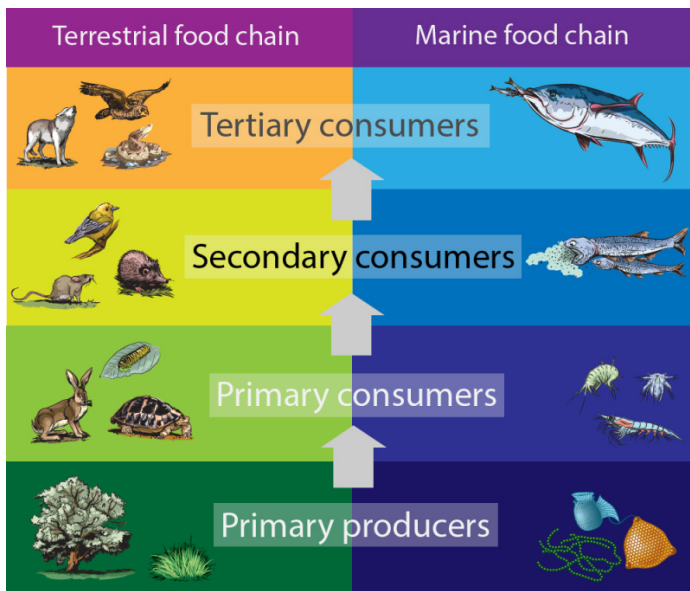 Terrestrial food chain
Marine food chain
Tertiary consumers
Secondary consumers
Primary consumers
Primary producers